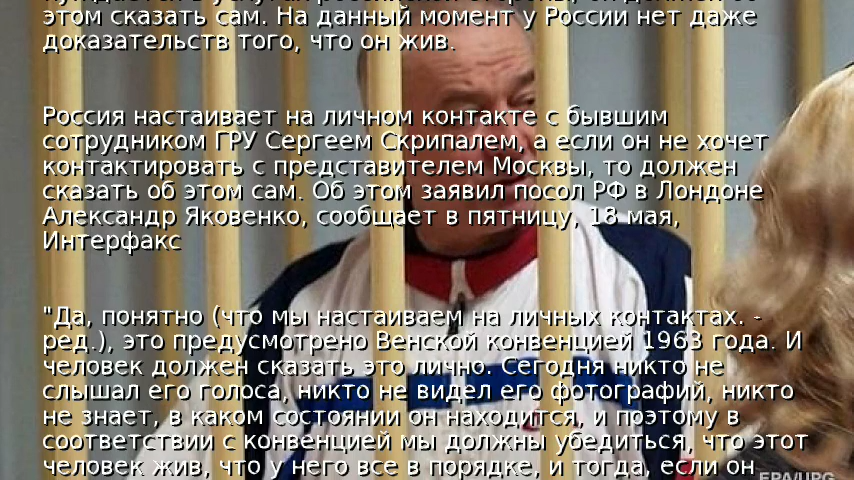 этом сказать сам. На данный момент у России нет даже
доказательств того, что он жив.
Россия настаивает на личном контакте с бывшим
сотрудником ГРУ Сергеем Скрипалем, а если он не хочет
контактировать с представителем Москвы, то должен
сказать об этом сам. Об этом заявил посол РФ в Лондоне
Александр Яковенко, сообщает в пятницу, 18 мая,
Интерфакс
"Да, понятно (что мы настаиваем на личных контактах. -
ред.), это предусмотрено Венской конвенцией 1963 года. И
человек должен сказать это лично. Сегодня никто не
слышал его голоса, никто не видел его фотографий, никто
не знает, в каком состоянии он находится, и поэтому в
соответствии с конвенцией мы должны убедиться, что этот
человек жив, что у него все в порядке, и тогда, если он
EPA/UPG